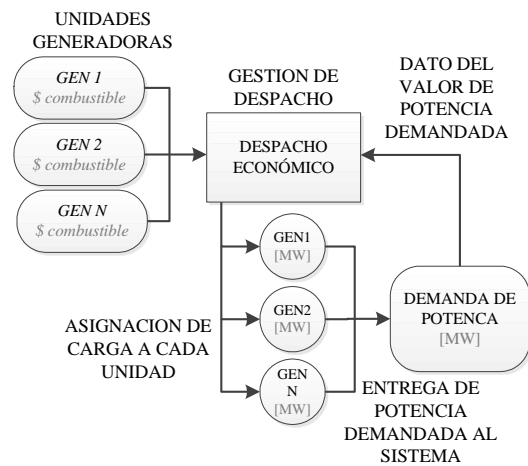 UNIDADES
GENERADORAS
GEN 1
$ combustible
GEN 2
$ combustible
GEN N
$ combustible
GESTION DE
DESPACHO
DESPACHO
ECONÓMICO
DATO DEL
VALOR DE
POTENCIA
DEMANDADA
GEN1
[MW]
GEN2
[MW]
GEN
N
[MW]
ASIGNACION DE
CARGA A CADA
UNIDAD
DEMANDA DE
POTENCA
[MW]
ENTREGA DE
POTENCIA
DEMANDADA AL
SISTEMA